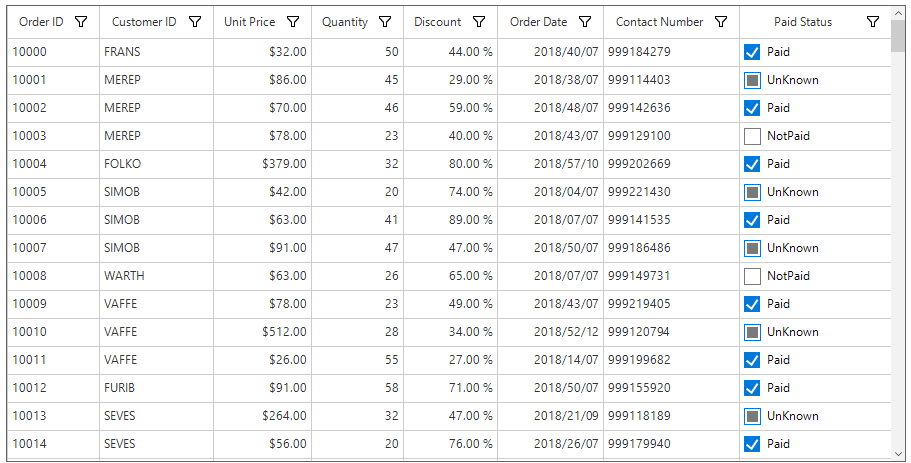 Order ID Customer ID Unit Price Quantity Discount Order Date Contact Number Paid Status
10000 FRANS $32.00 50 44.00 % 2018/40/07 999184279 Paid
10001 MEREP $86.00 45 29.00 % 2018/38/07 999114403 UnKnown
10002 MEREP $70.00 46 59.00 % 2018/48/07 999142636 Paid
10003 MEREP $78.00 23 40.00 % 2018/43/07 999129100 NotPaid
10004 FOLKO $379.00 32 80.00 % 2018/57/10 999202669 Paid
10005 SIMOB $42.00 20 74.00 % 2018/04/07 999221430 UnKnown
10006 SIMOB $63.00 41 89.00 % 2018/07/07 999141535 Paid
10007 SIMOB $91.00 47 47.00 % 2018/50/07 999186486 UnKnown
10008 WARTH $63.00 26 65.00 % 2018/07/07 999149731 NotPaid
10009 VAFFE $78.00 23 49.00 % 2018/43/07 999219405 Paid
10010 VAFFE $512.00 28 34.00 % 2018/52/12 999120794 UnKnown
10011 VAFFE $26.00 55 27.00 % 2018/14/07 999199682 Paid
10012 FURIB $91.00 58 71.00 % 2018/50/07 999155920 Paid
10013 SEVES $264.00 32 47.00 % 2018/21/09 999118189 UnKnown
10014 SEVES $56.00 20 76.00 % 2018/26/07 999179940 Paid